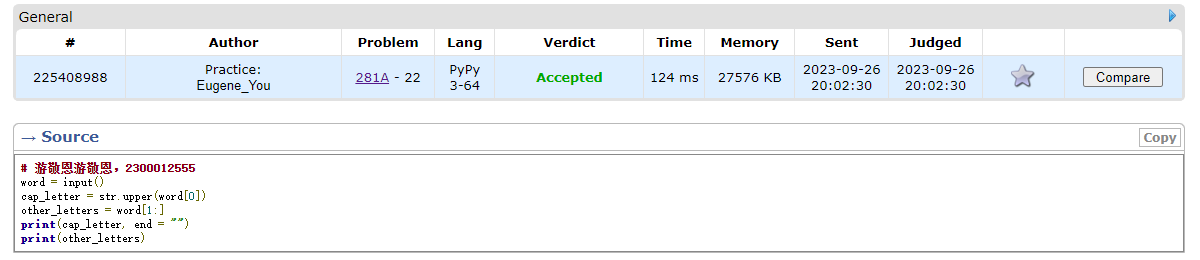 General
# Author Problem Lang Verdict Time Memory Sent Judged
225408988 Practice: Eugene_You 281A - 22 PyPy 3-64 Accepted 124 ms 27576 KB 2023-09-26 20:02:30 2023-09-26 20:02:30 Compare
→ Source Copy
# 游敬恩游敬恩，2300012555
word = input()
cap_letter = str.upper(word[0])
other_letters = word[1:]
print(cap_letter, end = "")
print(other_letters)